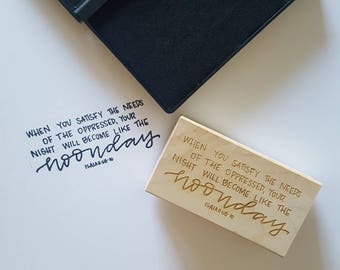 WHEN YOU SATISFY THE NEEDS
OF THE OPPRESSED, YOUR
NIGHT WILL BECOME LIKE THE
noonday
ISAIAH 58:10
WHEN YOU SATISFY THE NEEDS
OF THE OPPRESSED, YOUR
NIGHT WILL BECOME LIKE THE
noonday
ISAIAH 58:10